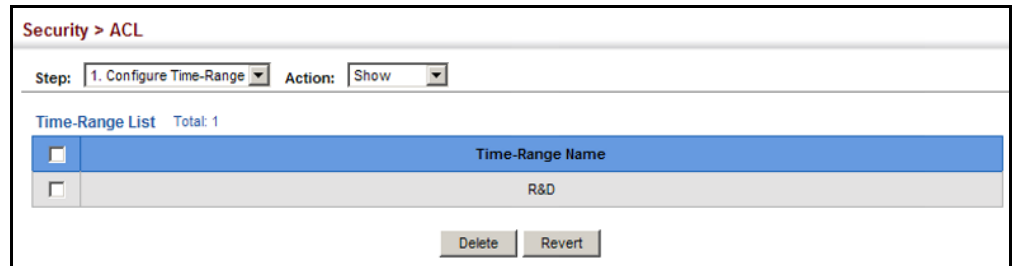 Security > ACL
Step: 1. Configure Time-Range Action: Show
Time-Range List Total: 1
Time-Range Name
R&D
Delete Revert